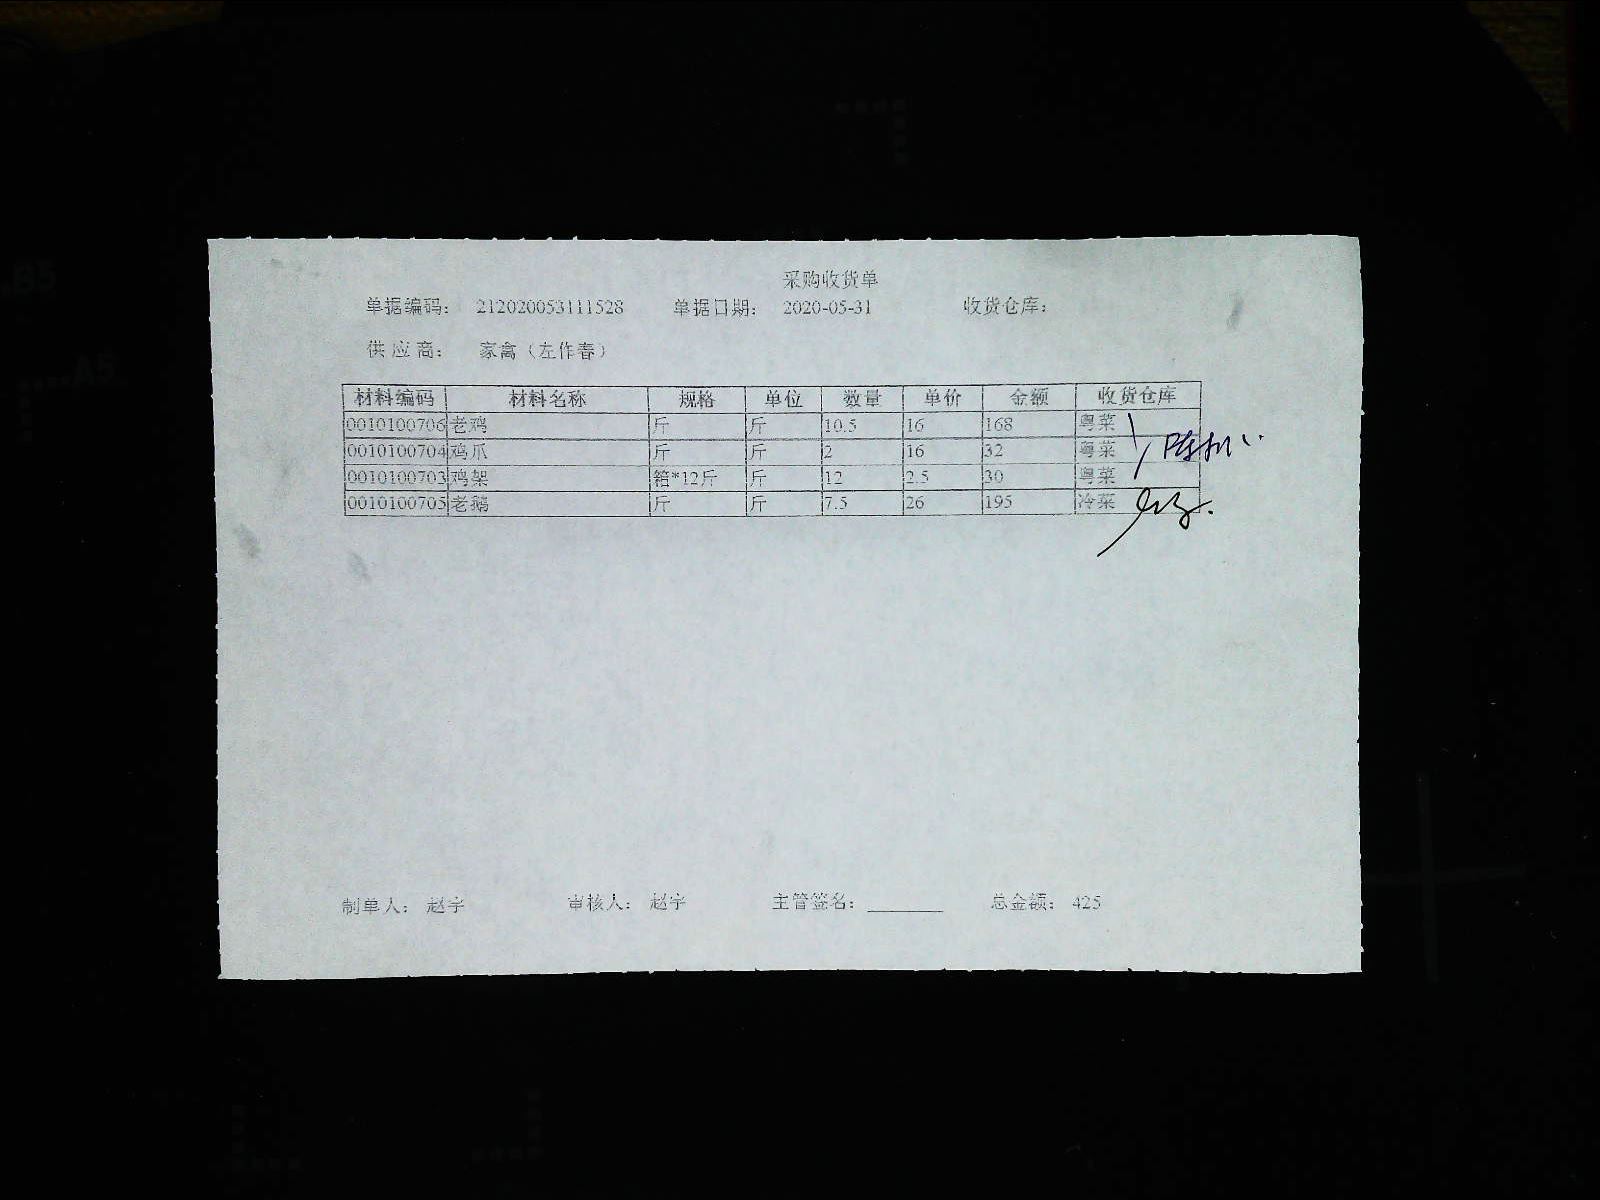 采购收货单
单据编码： 212020053111528 单据日期： 2020-05-31 收货仓库：
供应商： 家禽（左作春）
材料编码 材料名称 规格 单位 数量 单价 金额 收货仓库
0010100706 老鸡 斤 斤 10.5 16 168 粤菜
0010100704 鸡爪 斤 斤 2 16 32 粤菜
0010100703 鸡架 箱*12斤 斤 12 2.5 30 粤菜
0010100705 老鹅 斤 斤 7.5 26 195 冷菜
制单人： 赵宇 审核人： 赵宇 主管签名：________ 总金额： 425